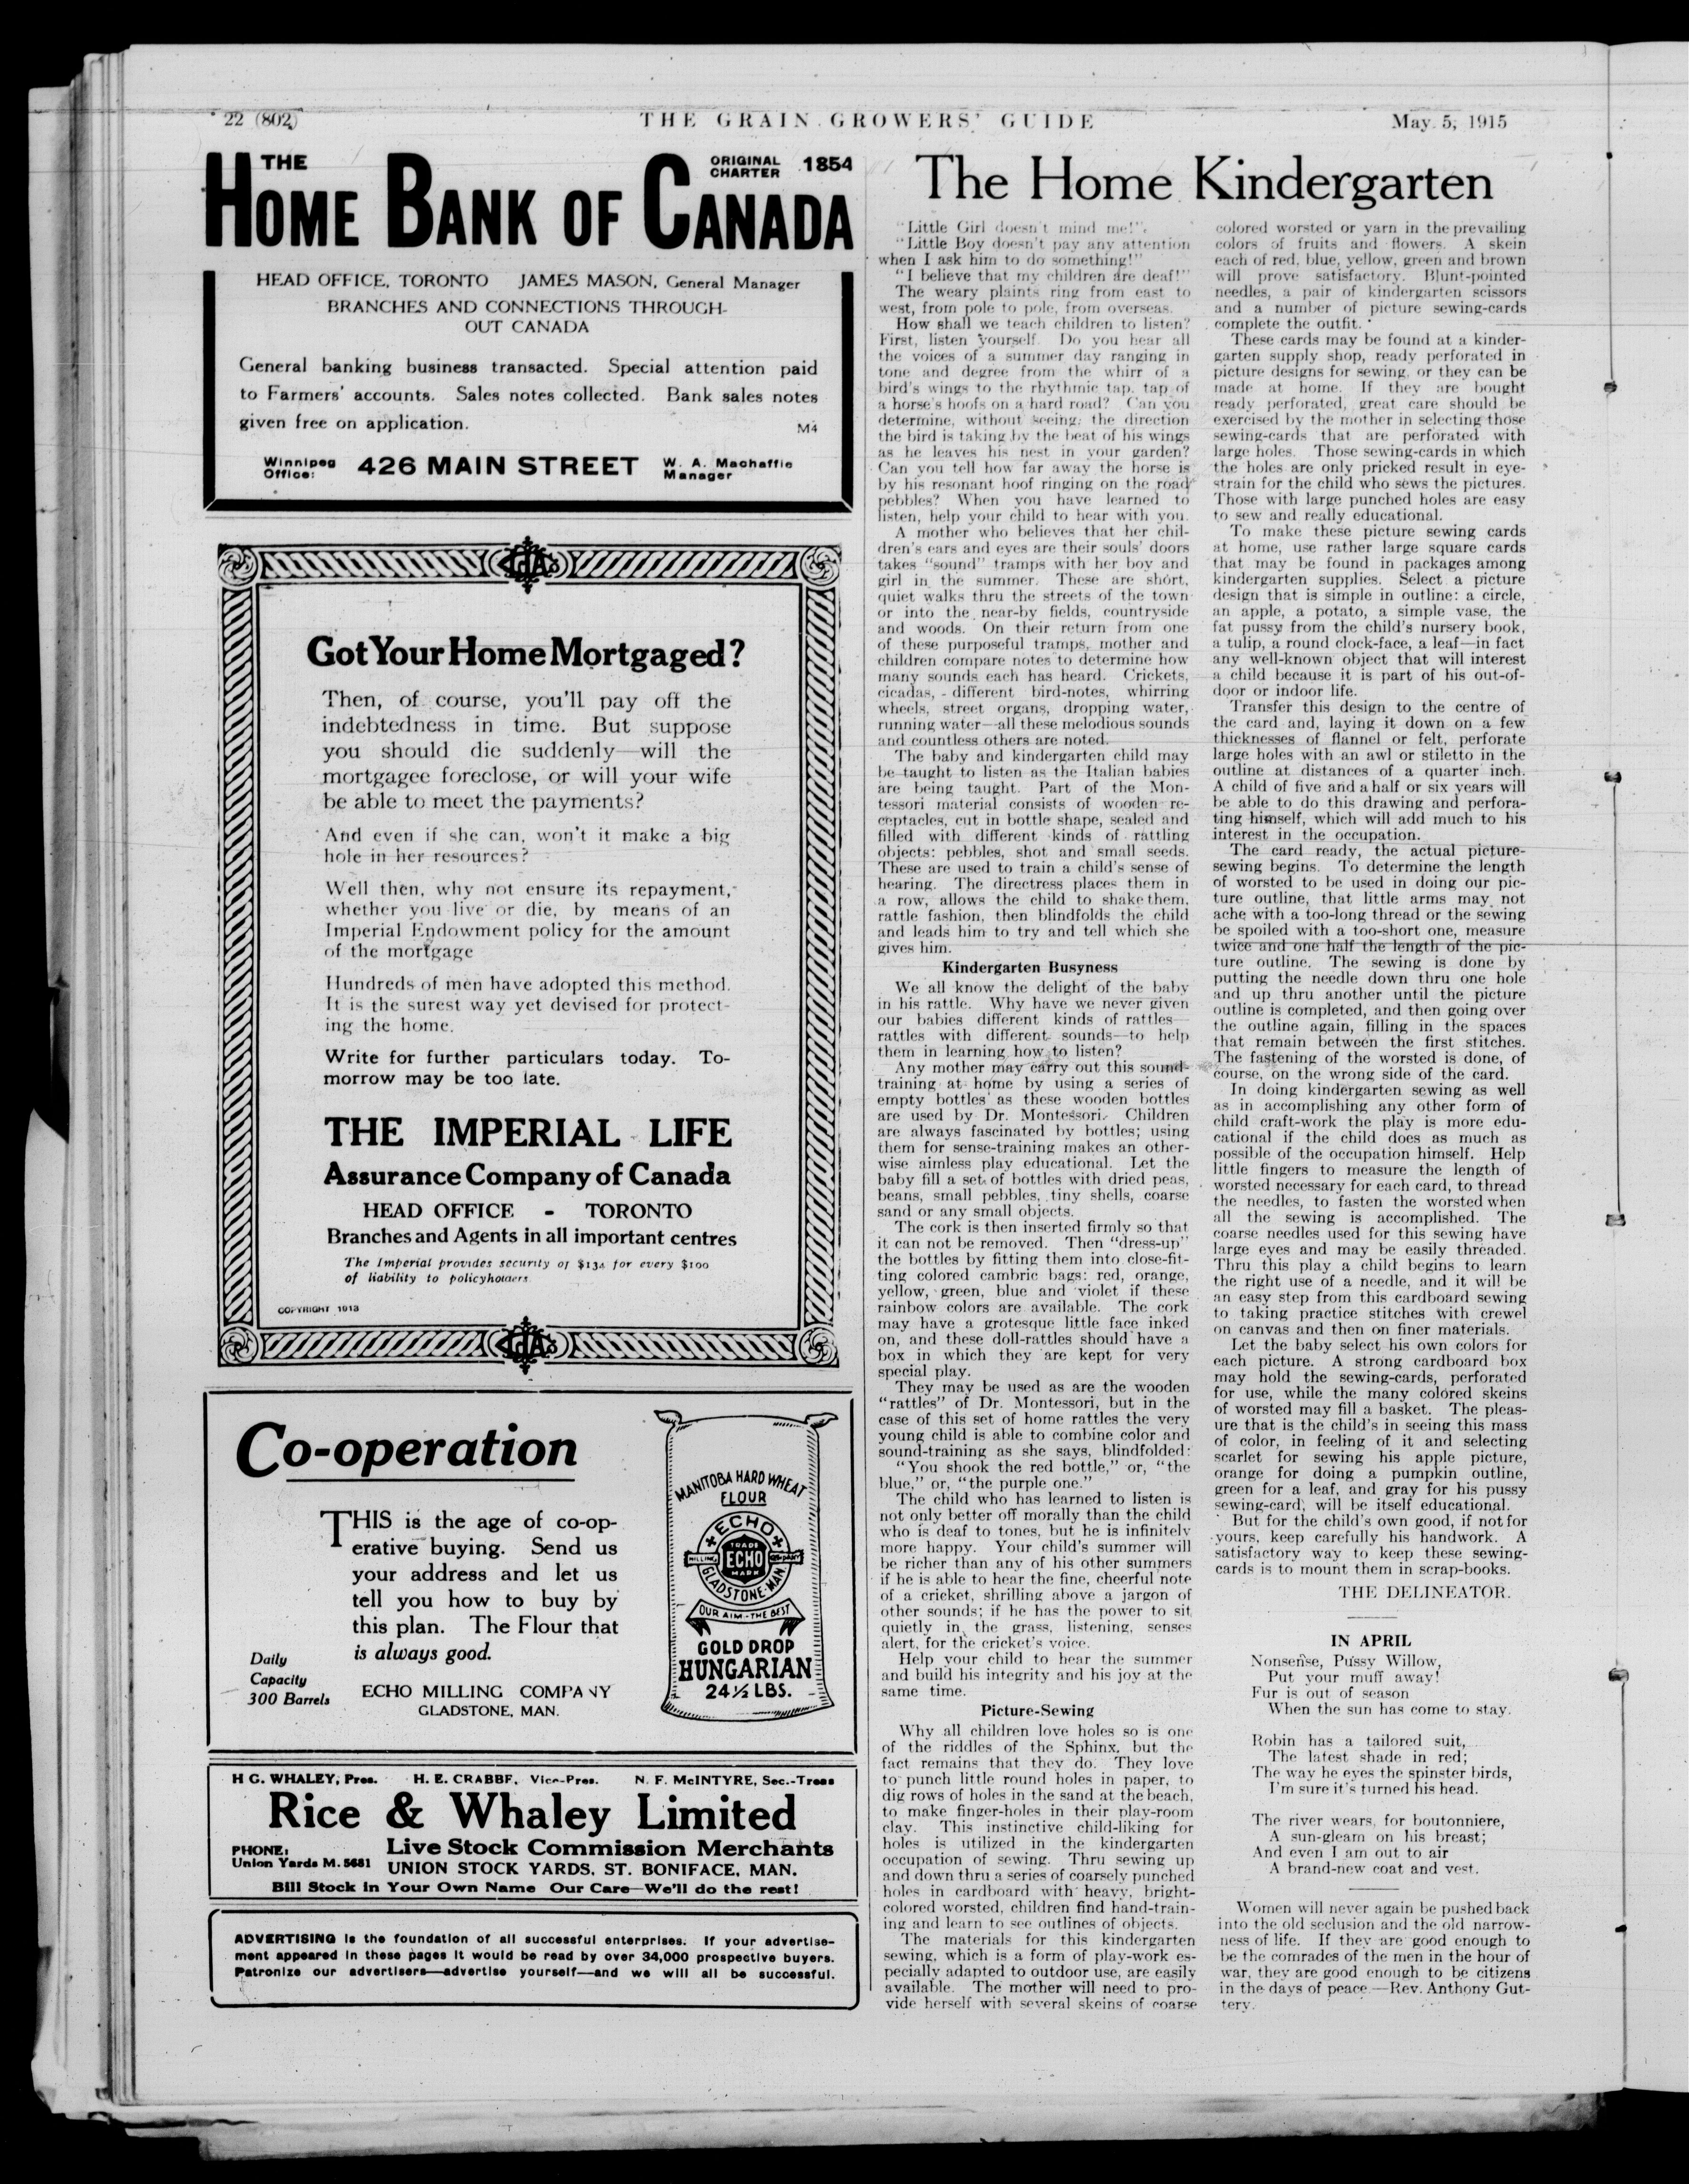 22 (802)
THE GRAIN GROWERS' GUIDE
May 5, 1915
THE
ORIGINAL CHARTER 1854
HOME BANK OF CANADA
HEAD OFFICE, TORONTO JAMES MASON, General Manager
BRANCHES AND CONNECTIONS THROUGH-
OUT CANADA
General banking business transacted. Special attention paid
to Farmers' accounts. Sales notes collected. Bank sales notes
given free on application.
M4
Winnipeg Office: 426 MAIN STREET W. A. Machaffie Manager
Got Your Home Mortgaged?
Then, of course, you'll pay off the
indebtedness in time. But suppose
you should die suddenly—will the
mortgagee foreclose, or will your wife
be able to meet the payments?
And even if she can, won't it make a big
hole in her resources?
Well then, why not ensure its repayment,
whether you live or die, by means of an
Imperial Endowment policy for the amount
of the mortgage
Hundreds of men have adopted this method.
It is the surest way yet devised for protect-
ing the home.
Write for further particulars today. To-
morrow may be too late.
THE IMPERIAL LIFE
Assurance Company of Canada
HEAD OFFICE - TORONTO
Branches and Agents in all important centres
The Imperial provides security of $134 for every $100
of liability to policyholders.
COPYRIGHT 1913
Co-operation
THIS is the age of co-op-
erative buying. Send us
your address and let us
tell you how to buy by
this plan. The Flour that
is always good.
Daily
Capacity
300 Barrels
ECHO MILLING COMPANY
GLADSTONE, MAN.
MANITOBA HARD WHEAT
FLOUR
ECHO
TRADE
MILLING ECHO COMPANY
MARK
GLADSTONE-MAN.
OUR AIM-THE BEST
GOLD DROP
HUNGARIAN
24½ LBS.
H G. WHALEY, Pres. H. E. CRABBE, Vice-Pres. N. F. McINTYRE, Sec.-Treas
Rice & Whaley Limited
Live Stock Commission Merchants
PHONE:
Union Yards M. 5681
UNION STOCK YARDS, ST. BONIFACE, MAN.
Bill Stock in Your Own Name Our Care—We'll do the rest!
ADVERTISING is the foundation of all successful enterprises. If your advertise-
ment appeared in these pages it would be read by over 34,000 prospective buyers.
Patronize our advertisers—advertise yourself—and we will all be successful.
The Home Kindergarten
"Little Girl doesn't mind me!"
"Little Boy doesn't pay any attention
when I ask him to do something!"
"I believe that my children are deaf!"
The weary plaints ring from east to
west, from pole to pole, from overseas.
How shall we teach children to listen?
First, listen yourself. Do you hear all
the voices of a summer day ranging in
tone and degree from the whirr of a
bird's wings to the rhythmic tap, tap of
a horse's hoofs on a hard road? Can you
determine, without seeing, the direction
the bird is taking by the beat of his wings
as he leaves his nest in your garden?
Can you tell how far away the horse is
by his resonant hoof ringing on the road
pebbles? When you have learned to
listen, help your child to hear with you.
A mother who believes that her chil-
dren's ears and eyes are their souls' doors
takes "sound" tramps with her boy and
girl in the summer. These are short,
quiet walks thru the streets of the town
or into the near-by fields, countryside
and woods. On their return from one
of these purposeful tramps, mother and
children compare notes to determine how
many sounds each has heard. Crickets,
cicadas, different bird-notes, whirring
wheels, street organs, dropping water,
running water—all these melodious sounds
and countless others are noted.
The baby and kindergarten child may
be taught to listen as the Italian babies
are being taught. Part of the Mon-
tessori material consists of wooden re-
ceptacles, cut in bottle shape, sealed and
filled with different kinds of rattling
objects: pebbles, shot and small seeds.
These are used to train a child's sense of
hearing. The directress places them in
a row, allows the child to shake them,
rattle fashion, then blindfolds the child
and leads him to try and tell which she
gives him.
Kindergarten Busyness
We all know the delight of the baby
in his rattle. Why have we never given
our babies different kinds of rattles—
rattles with different sounds—to help
them in learning how to listen?
Any mother may carry out this sound-
training at home by using a series of
empty bottles as these wooden bottles
are used by Dr. Montessori. Children
are always fascinated by bottles; using
them for sense-training makes an other-
wise aimless play educational. Let the
baby fill a set of bottles with dried peas,
beans, small pebbles, tiny shells, coarse
sand or any small objects.
The cork is then inserted firmly so that
it can not be removed. Then "dress-up"
the bottles by fitting them into close-fit-
ting colored cambric bags: red, orange,
yellow, green, blue and violet if these
rainbow colors are available. The cork
may have a grotesque little face inked
on, and these doll-rattles should have a
box in which they are kept for very
special play.
They may be used as are the wooden
"rattles" of Dr. Montessori, but in the
case of this set of home rattles the very
young child is able to combine color and
sound-training as she says, blindfolded:
"You shook the red bottle," or, "the
blue," or, "the purple one."
The child who has learned to listen is
not only better off morally than the child
who is deaf to tones, but he is infinitely
more happy. Your child's summer will
be richer than any of his other summers
if he is able to hear the fine, cheerful note
of a cricket, shrilling above a jargon of
other sounds; if he has the power to sit
quietly in the grass, listening, senses
alert, for the cricket's voice.
Help your child to hear the summer
and build his integrity and his joy at the
same time.
Picture-Sewing
Why all children love holes so is one
of the riddles of the Sphinx, but the
fact remains that they do. They love
to punch little round holes in paper, to
dig rows of holes in the sand at the beach,
to make finger-holes in their play-room
clay. This instinctive child-liking for
holes is utilized in the kindergarten
occupation of sewing. Thru sewing up
and down thru a series of coarsely punched
holes in cardboard with heavy, bright-
colored worsted, children find hand-train-
ing and learn to see outlines of objects.
The materials for this kindergarten
sewing, which is a form of play-work es-
pecially adapted to outdoor use, are easily
available. The mother will need to pro-
vide herself with several skeins of coarse
colored worsted or yarn in the prevailing
colors of fruits and flowers. A skein
each of red, blue, yellow, green and brown
will prove satisfactory. Blunt-pointed
needles, a pair of kindergarten scissors
and a number of picture sewing-cards
complete the outfit.
These cards may be found at a kinder-
garten supply shop, ready perforated in
picture designs for sewing, or they can be
made at home. If they are bought
ready perforated, great care should be
exercised by the mother in selecting those
sewing-cards that are perforated with
large holes. Those sewing-cards in which
the holes are only pricked result in eye-
strain for the child who sews the pictures.
Those with large punched holes are easy
to sew and really educational.
To make these picture sewing cards
at home, use rather large square cards
that may be found in packages among
kindergarten supplies. Select a picture
design that is simple in outline: a circle,
an apple, a potato, a simple vase, the
fat pussy from the child's nursery book,
a tulip, a round clock-face, a leaf—in fact
any well-known object that will interest
a child because it is part of his out-of-
door or indoor life.
Transfer this design to the centre of
the card and, laying it down on a few
thicknesses of flannel or felt, perforate
large holes with an awl or stiletto in the
outline at distances of a quarter inch.
A child of five and a half or six years will
be able to do this drawing and perfora-
ting himself, which will add much to his
interest in the occupation.
The card ready, the actual picture-
sewing begins. To determine the length
of worsted to be used in doing our pic-
ture outline, that little arms may not
ache with a too-long thread or the sewing
be spoiled with a too-short one, measure
twice and one half the length of the pic-
ture outline. The sewing is done by
putting the needle down thru one hole
and up thru another until the picture
outline is completed, and then going over
the outline again, filling in the spaces
that remain between the first stitches.
The fastening of the worsted is done, of
course, on the wrong side of the card.
In doing kindergarten sewing as well
as in accomplishing any other form of
child craft-work the play is more edu-
cational if the child does as much as
possible of the occupation himself. Help
little fingers to measure the length of
worsted necessary for each card, to thread
the needles, to fasten the worsted when
all the sewing is accomplished. The
coarse needles used for this sewing have
large eyes and may be easily threaded.
Thru this play a child begins to learn
the right use of a needle, and it will be
an easy step from this cardboard sewing
to taking practice stitches with crewel
on canvas and then on finer materials.
Let the baby select his own colors for
each picture. A strong cardboard box
may hold the sewing-cards, perforated
for use, while the many colored skeins
of worsted may fill a basket. The pleas-
ure that is the child's in seeing this mass
of color, in feeling of it and selecting
scarlet for sewing his apple picture,
orange for doing a pumpkin outline,
green for a leaf, and gray for his pussy
sewing-card, will be itself educational.
But for the child's own good, if not for
yours, keep carefully his handwork. A
satisfactory way to keep these sewing-
cards is to mount them in scrap-books.
THE DELINEATOR.
IN APRIL
Nonsense, Pussy Willow,
Put your muff away!
Fur is out of season
When the sun has come to stay.
Robin has a tailored suit,
The latest shade in red;
The way he eyes the spinster birds,
I'm sure it's turned his head.
The river wears, for boutonniere,
A sun-gleam on his breast;
And even I am out to air
A brand-new coat and vest.
Women will never again be pushed back
into the old seclusion and the old narrow-
ness of life. If they are good enough to
be the comrades of the men in the hour of
war, they are good enough to be citizens
in the days of peace.—Rev. Anthony Gut-
tery.